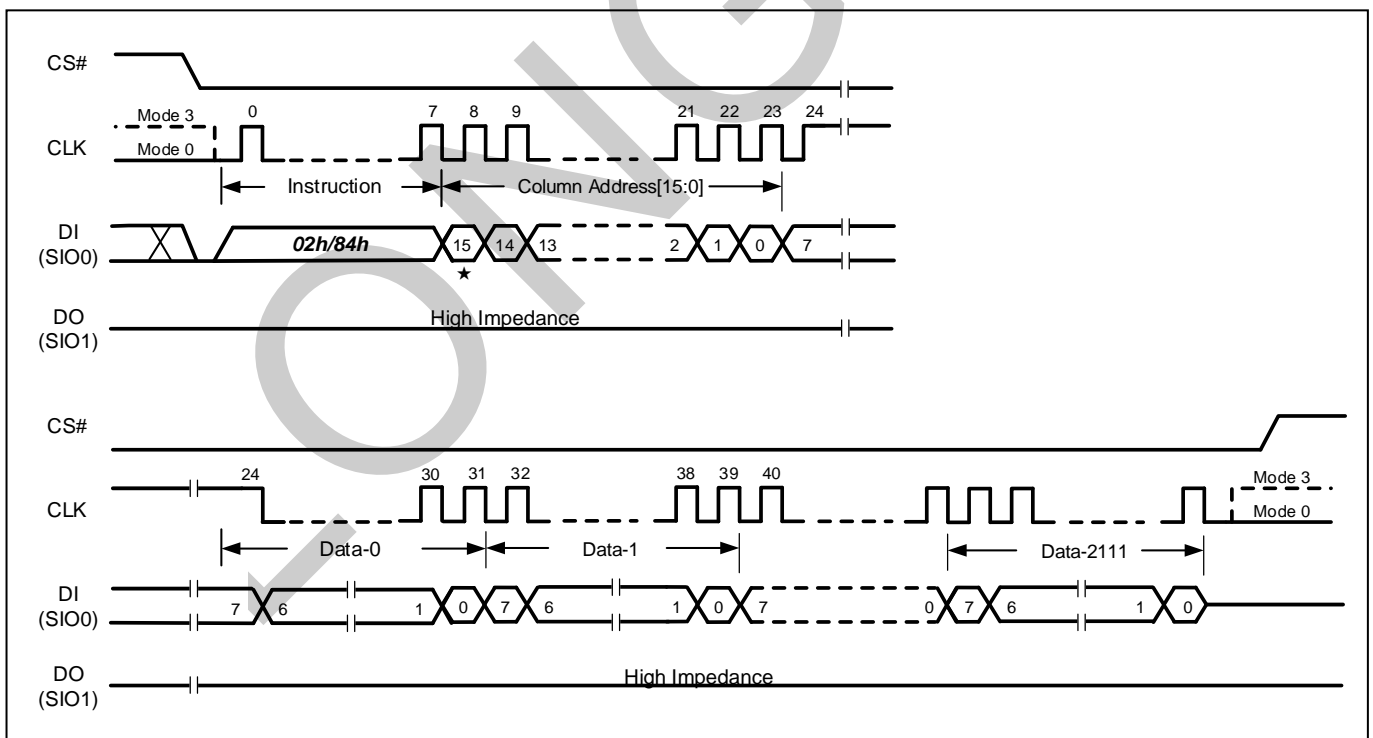 CS#
Mode 3 0 7 8 9 21 22 23 24
CLK Mode 0
Instruction Column Address[15:0]
DI
(SIO0) 02h/84h 15 14 13 2 1 0 7
★
DO
(SIO1) High Impedance
CS#
24 30 31 32 38 39 40 Mode 3
CLK Mode 0
Data-0 Data-1 Data-2111
DI
(SIO0) 7 6 1 0 7 6 1 0 7 0 7 6 1 0
DO
(SIO1) High Impedance